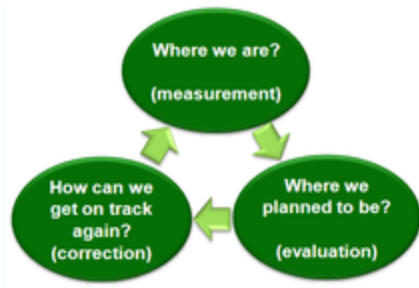 Where we are?
(measurement)
Where we
planned to be?
(evaluation)
How can we
get on track
again?
(correction)